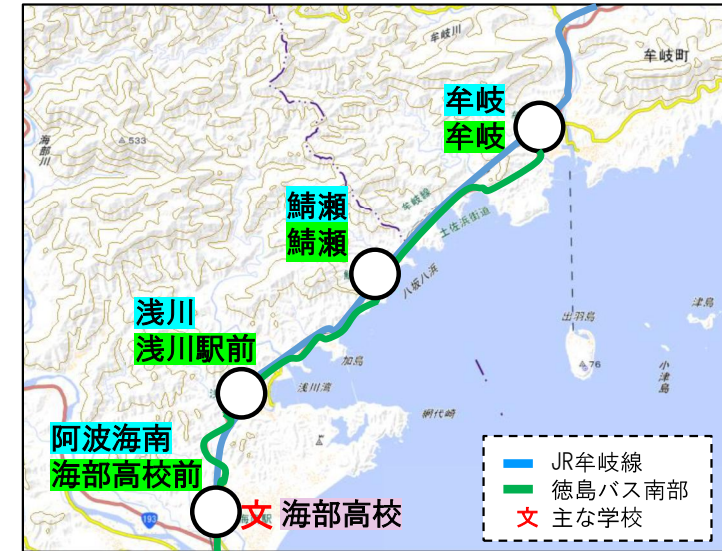 牟岐川
牟岐町
牟岐
牟岐
533
海部川
鯖瀬
鯖瀬
牟岐線
土佐浜街道
八坂八浜
浅川
浅川駅前
出羽島
津島
76
小津島
加島
浅川湾
網代崎
阿波海南
海部高校前
193
文 海部高校
JR牟岐線
徳島バス南部
文 主な学校